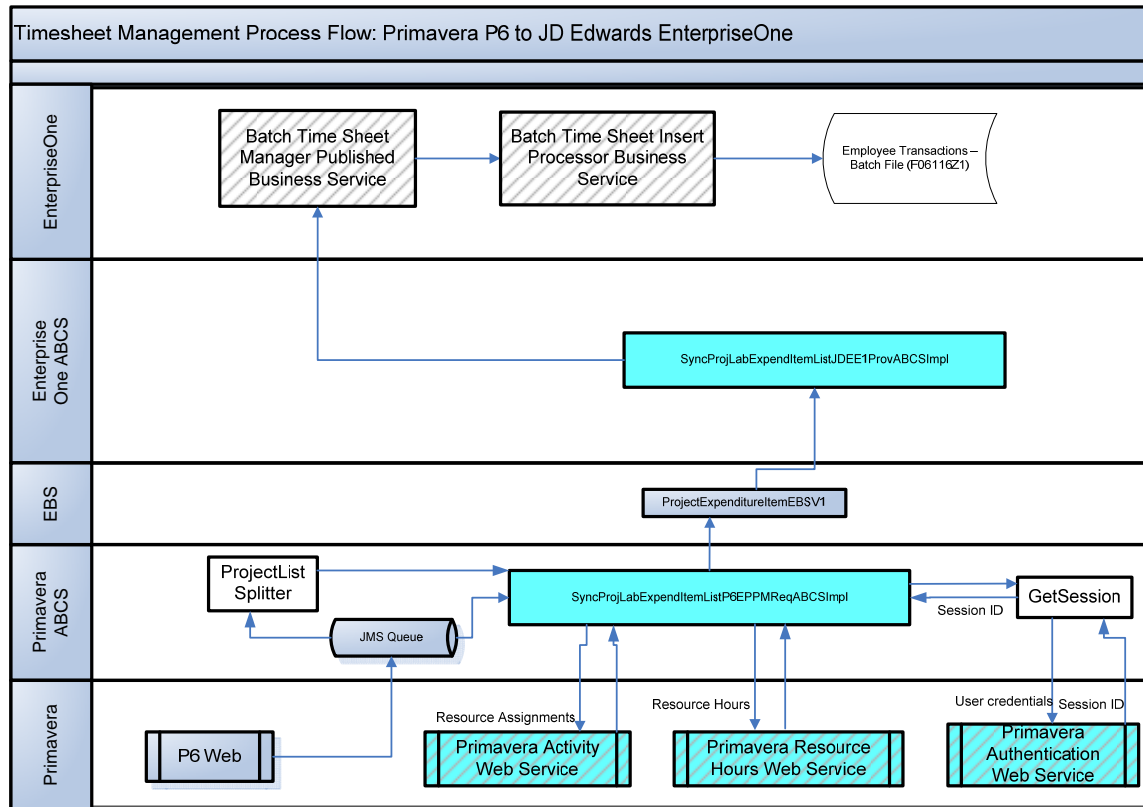 Timesheet Management Process Flow: Primavera P6 to JD Edwards EnterpriseOne
EnterpriseOne
Batch Time Sheet
Manager Published
Business Service
Batch Time Sheet Insert
Processor Business
Service
Employee Transactions –
Batch File (F06116Z1)
Enterprise
One ABCS
SyncProjLabExpendItemListJDEE1ProvABCSImpl
EBS
ProjectExpenditureItemEBSV1
Primavera
ABCS
ProjectList
Splitter
JMS Queue
SyncProjLabExpendItemListP6EPPMReqABCSImpl
Session ID
GetSession
Primavera
P6 Web
Resource Assignments
Primavera Activity
Web Service
Resource Hours
Primavera Resource
Hours Web Service
User credentials
Session ID
Primavera
Authentication
Web Service